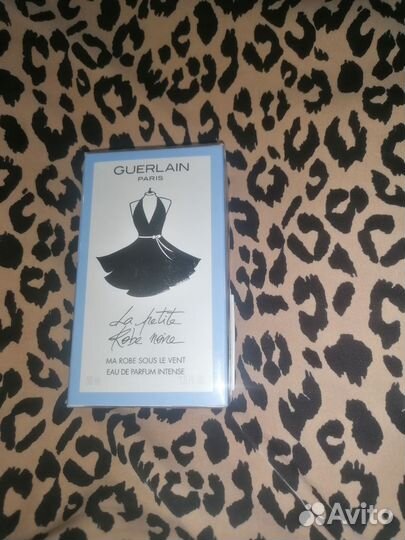 GUERLAIN
PARIS
La petite
Robe noire
MA ROBE SOUS LE VENT
EAU DE PARFUM INTENSE
Avito